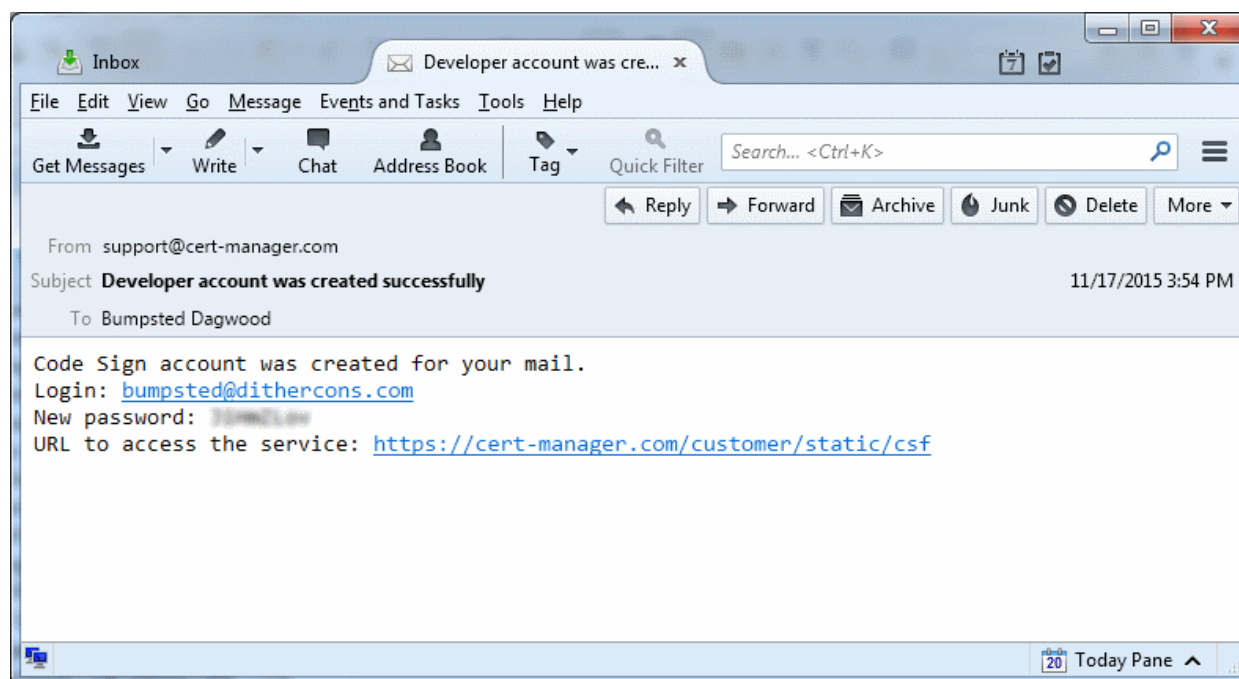 Inbox
Developer account was cre...
7
File Edit View Go Message Events and Tasks Tools Help
Get Messages Write Chat Address Book Tag Quick Filter Search... <Ctrl+K>
Reply Forward Archive Junk Delete More
From support@cert-manager.com
Subject Developer account was created successfully 11/17/2015 3:54 PM
To Bumpsted Dagwood
Code Sign account was created for your mail.
Login: bumpsted@dithercons.com
New password:
URL to access the service: https://cert-manager.com/customer/static/csf
20 Today Pane